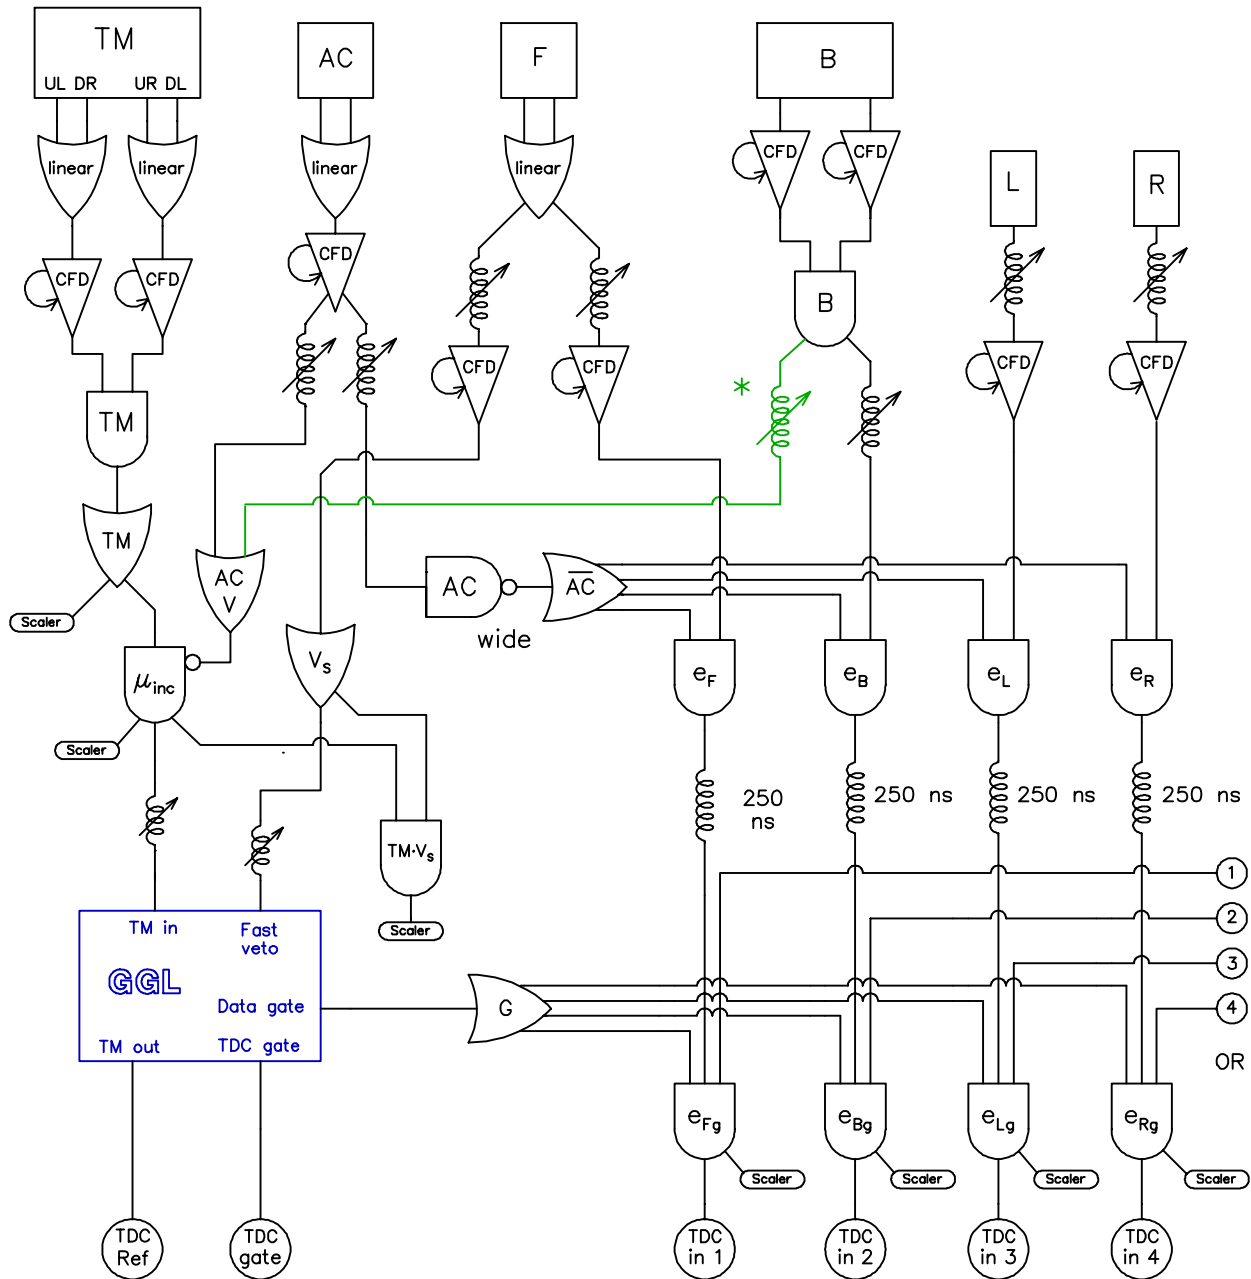 TM
AC
F
B
UL DR
UR DL
linear
linear
linear
linear
CFD
CFD
L
R
CFD
CFD
CFD
B
CFD
CFD
CFD
CFD
CFD
*
TM
TM
AC
V
AC
wide
AC
Scaler
μinc
Vs
eF
eB
eL
eR
Scaler
250
ns
250 ns
250 ns
250 ns
TM·Vs
Scaler
1
2
3
4
OR
TM in
Fast
veto
GGL
Data gate
TM out
TDC gate
G
eFg
eBg
eLg
eRg
Scaler
Scaler
Scaler
Scaler
TDC
Ref
TDC
gate
TDC
in 1
TDC
in 2
TDC
in 3
TDC
in 4